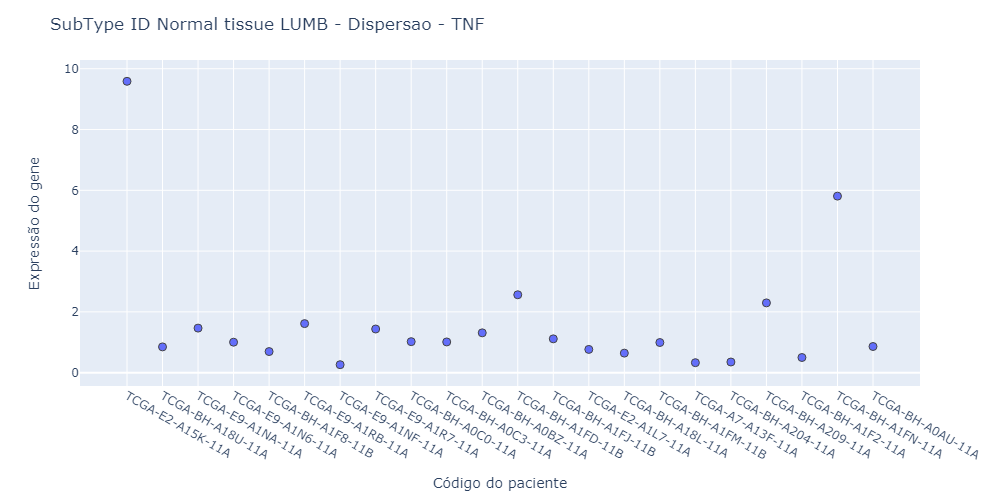 SubType ID Normal tissue LUMB - Dispersao - TNF
Expressão do gene
10
8
6
4
2
0
TCGA-E2-A15K-11A
TCGA-BH-A18U-11A
TCGA-E9-A1NA-11A
TCGA-E9-A1N6-11A
TCGA-BH-A1F8-11B
TCGA-E9-A1RB-11A
TCGA-E9-A1NF-11A
TCGA-E9-A1R7-11A
TCGA-BH-A0C0-11A
TCGA-BH-A0C3-11A
TCGA-BH-A0BZ-11A
TCGA-BH-A1FD-11B
TCGA-BH-A1FJ-11B
TCGA-E2-A1L7-11A
TCGA-BH-A18L-11A
TCGA-BH-A1FM-11B
TCGA-A7-A13F-11A
TCGA-BH-A204-11A
TCGA-BH-A209-11A
TCGA-BH-A1F2-11A
TCGA-BH-A1FN-11A
TCGA-BH-A0AU-11A
Código do paciente